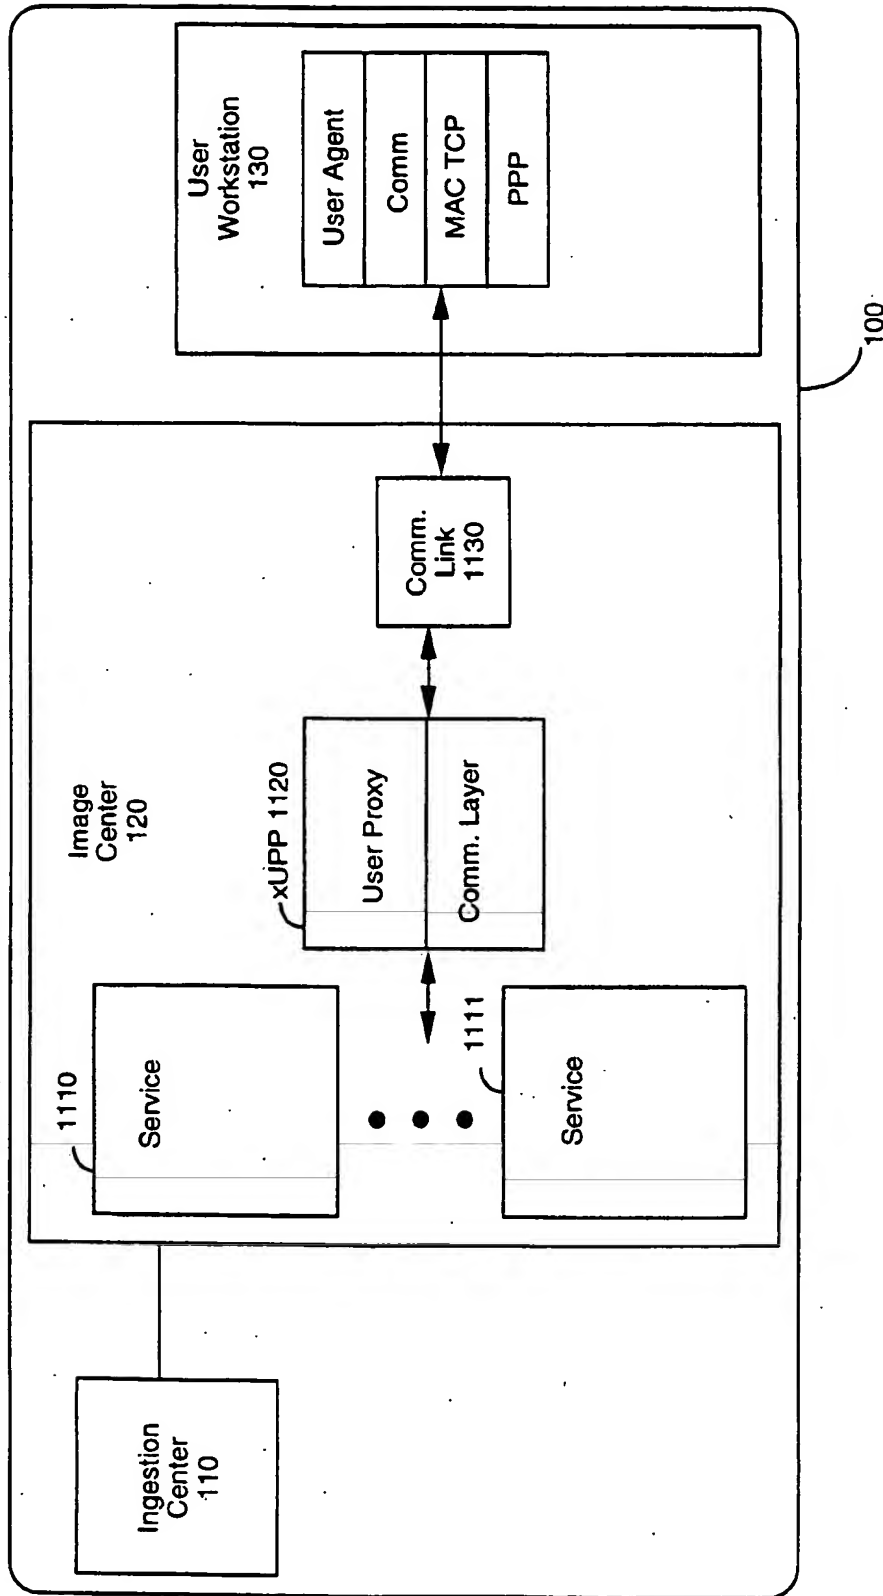 Ingestion
Center
110
Image
Center
120
1110
Service
1111
Service
xUPP 1120
User Proxy
Comm. Layer
Comm.
Link
1130
User
Workstation
130
User Agent
Comm
MAC TCP
PPP
100